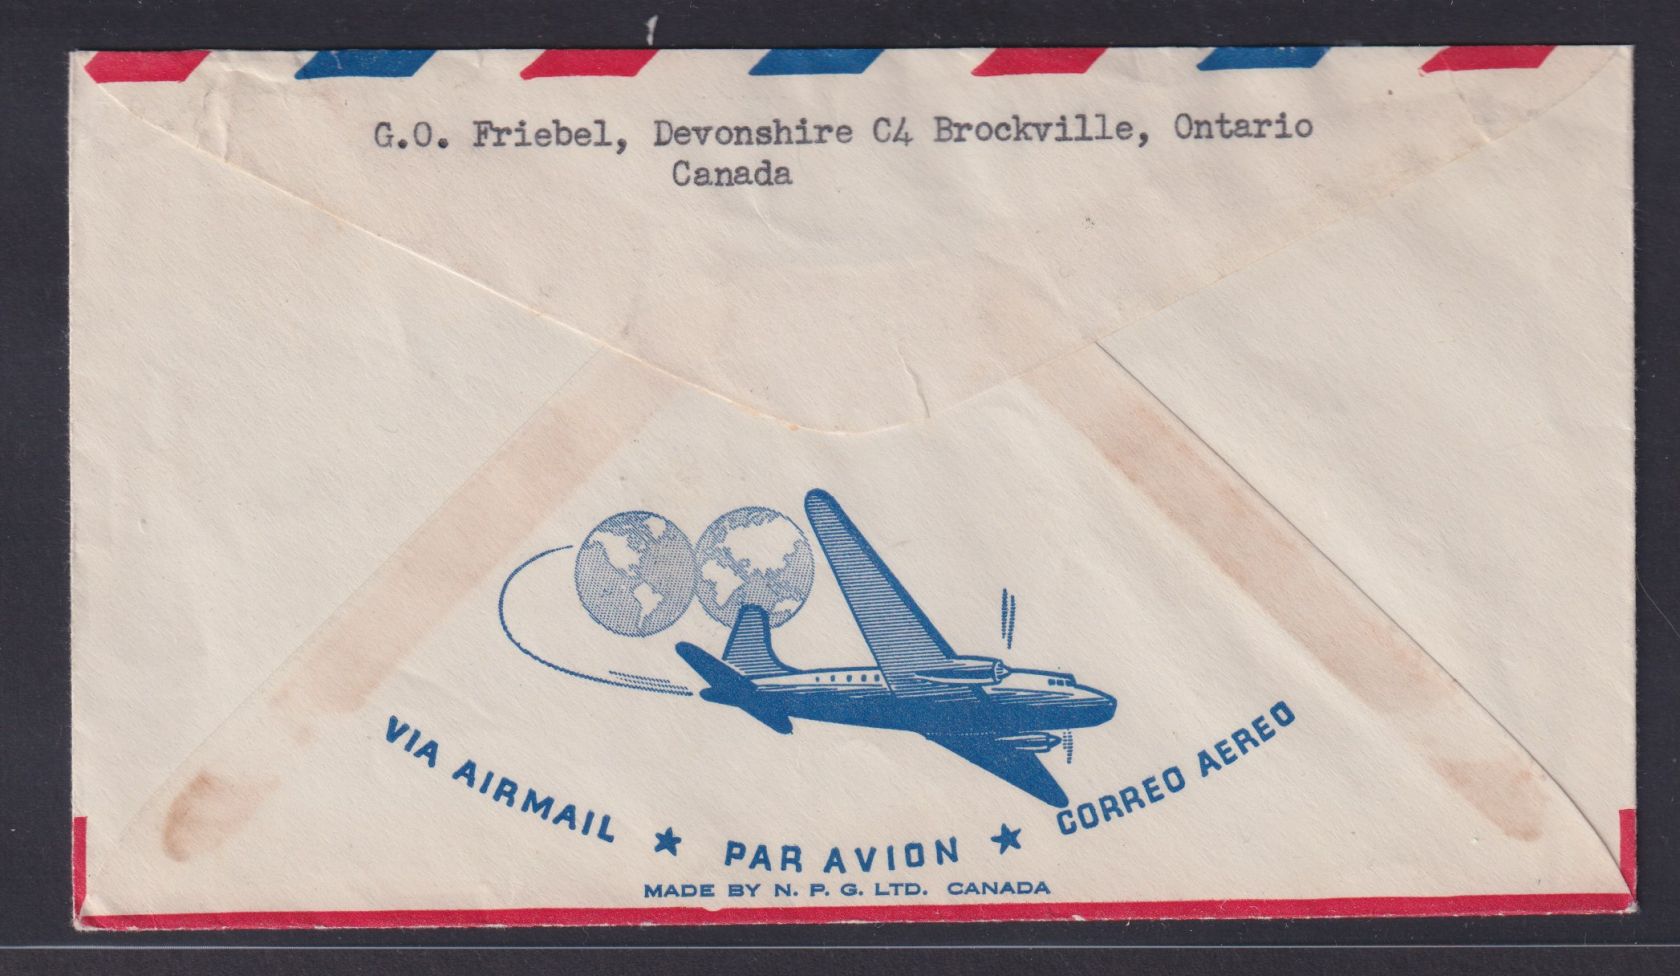 G.O. Friebel, Devonshire C4 Brockville, Ontario
Canada
VIA AIRMAIL ★ PAR AVION ★ CORREO AEREO
MADE BY N. P. G. LTD. CANADA